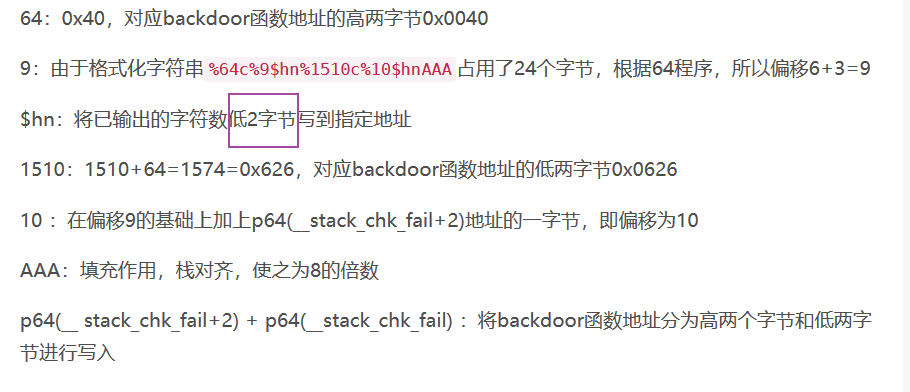 64：0x40，对应backdoor函数地址的高两字节0x0040
9：由于格式化字符串%64c%9$hn%1510c%10$hnAAA占用了24个字节，根据64程序，所以偏移6+3=9
$hn：将已输出的字符数低2字节写到指定地址
1510：1510+64=1574=0x626，对应backdoor函数地址的低两字节0x0626
10 ：在偏移9的基础上加上p64(__stack_chk_fail+2)地址的一字节，即偏移为10
AAA：填充作用，栈对齐，使之为8的倍数
p64(__ stack_chk_fail+2) + p64(__stack_chk_fail) ：将backdoor函数地址分为高两个字节和低两字
节进行写入